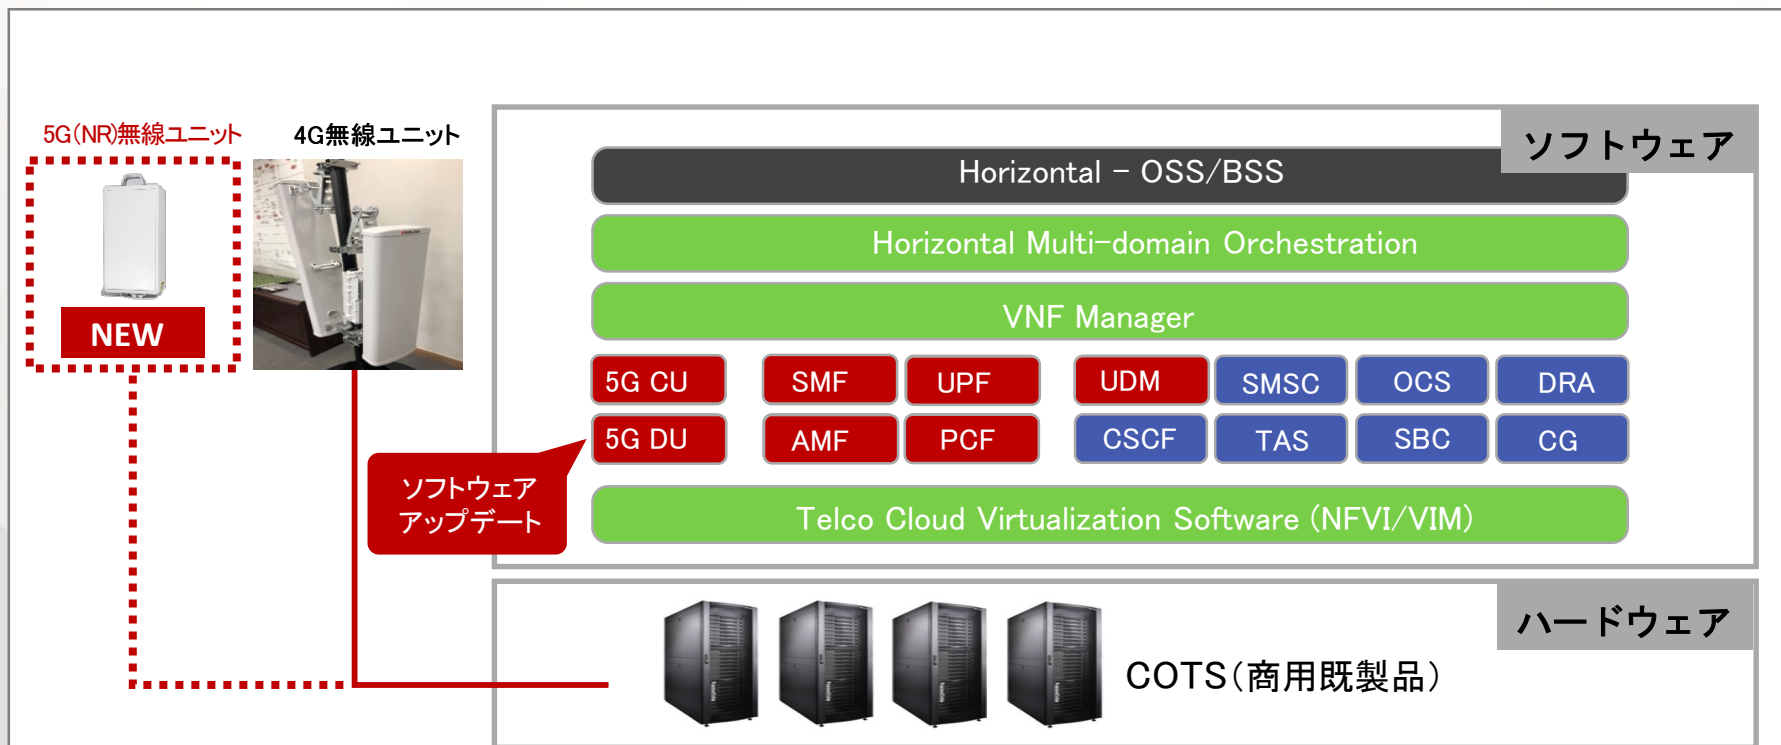 5G(NR)無線ユニット
4G無線ユニット
NEW
ソフトウェア
Horizontal - OSS/BSS
Horizontal Multi-domain Orchestration
VNF Manager
5G CU SMF UPF UDM SMSC OCS DRA
5G DU AMF PCF CSCF TAS SBC CG
ソフトウェア
アップデート
Telco Cloud Virtualization Software (NFVI/VIM)
ハードウェア
COTS(商用既製品)